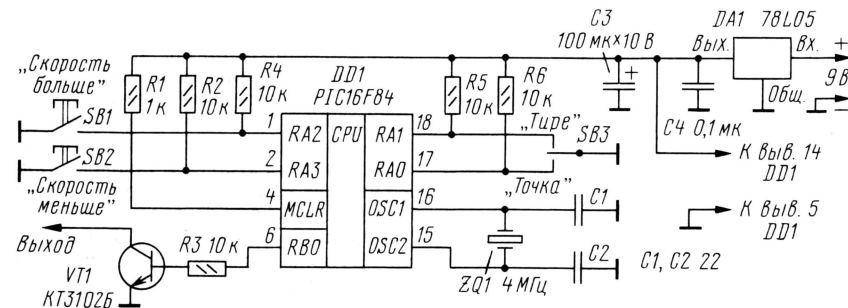 „Скорость
больше"
SB1
SB2
„Скорость
меньше"
Выход
VT1
КТ3102Б
R1
1к
R2
10к
R4
10к
R3 10к
DD1
PIC16F84
1
2
4
6
RA2
RA3
MCLR
RB0
CPU
RA1
RA0
OSC1
OSC2
18
17
16
15
R5
10к
R6
10к
„Тире"
SB3
„Точка"
C1
C2
ZQ1 4 МГц
C1, C2 22
C3
100 мк×10 В
+
C4 0,1 мк
DA1 78L05
Вых.
Вх.
Общ.
+
9 В
–
К выв. 14
DD1
К выв. 5
DD1